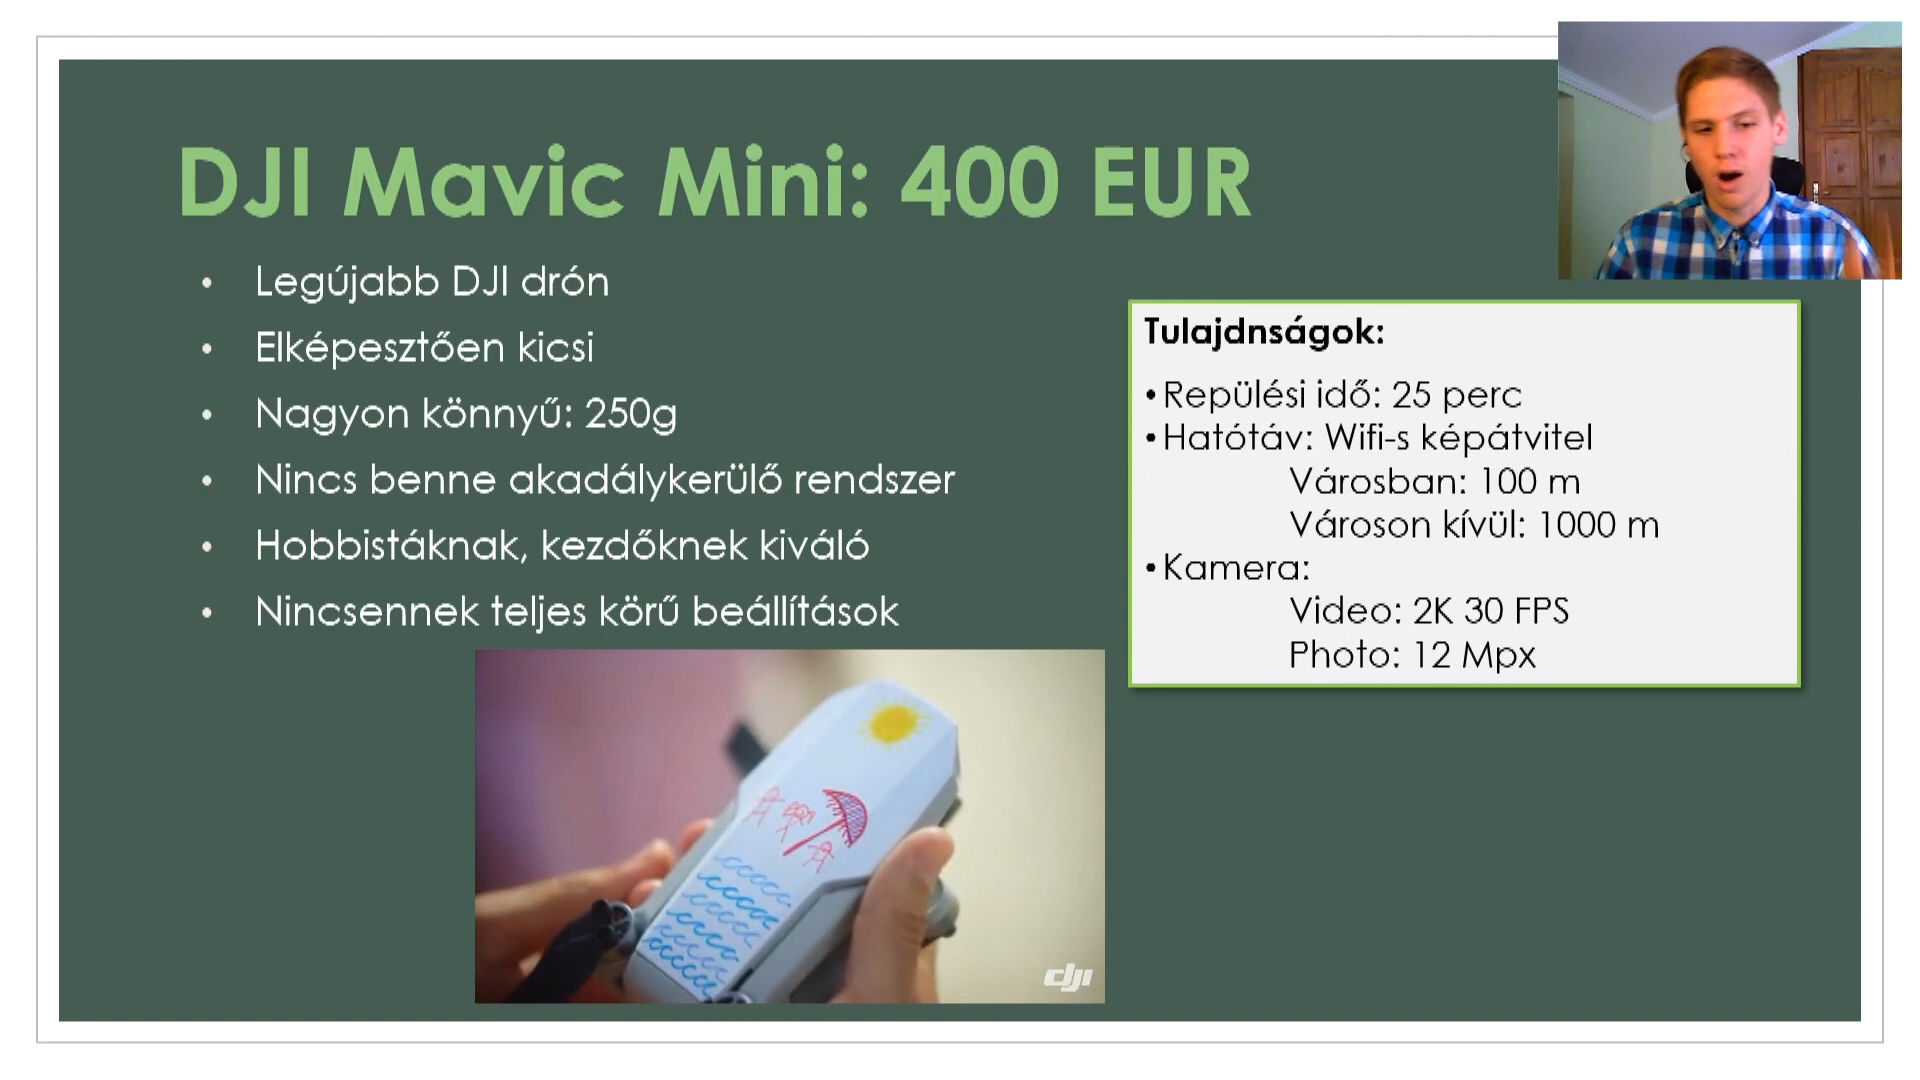 DJI Mavic Mini: 400 EUR
• Legújabb DJI drón
• Elképesztően kicsi
• Nagyon könnyű: 250g
• Nincs benne akadálykerülő rendszer
• Hobbistáknak, kezdőknek kiváló
• Nincsennek teljes körű beállítások
Tulajdnságok:
• Repülési idő: 25 perc
• Hatótáv: Wifi-s képátvitel
Városban: 100 m
Városon kívül: 1000 m
• Kamera:
Video: 2K 30 FPS
Photo: 12 Mpx
dji